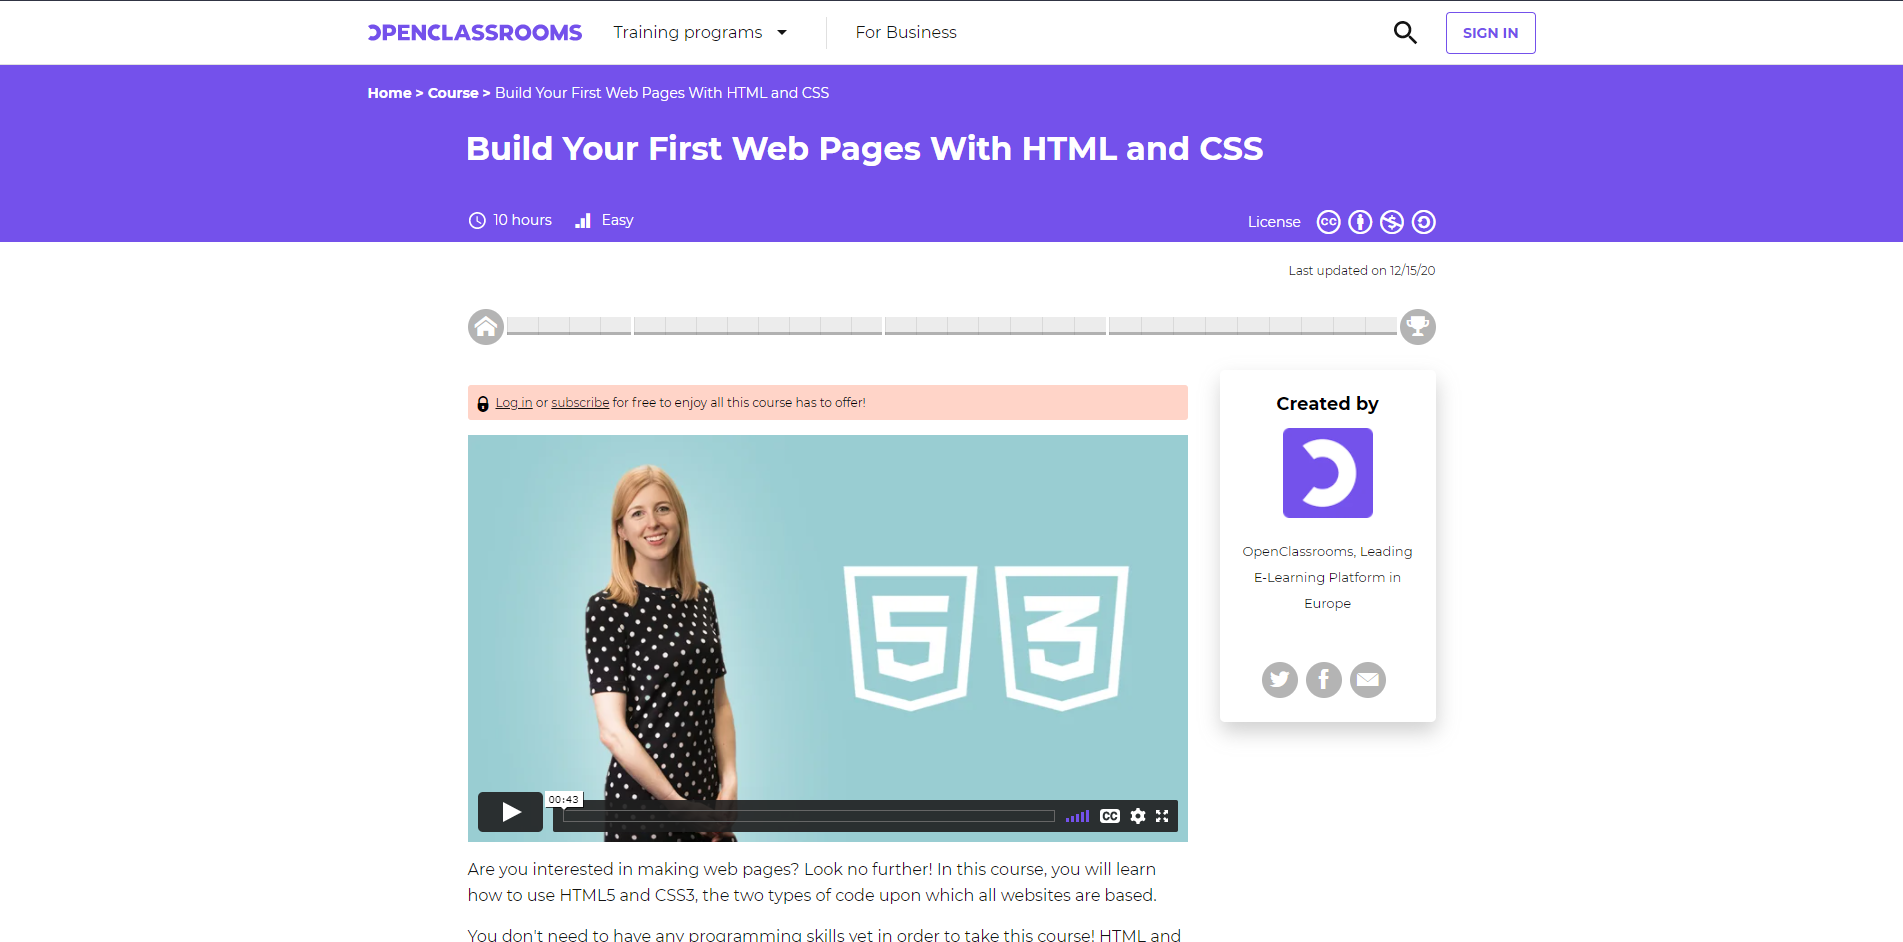 OPENCLASSROOMS
Training programs
For Business
SIGN IN
Home > Course > Build Your First Web Pages With HTML and CSS
Build Your First Web Pages With HTML and CSS
10 hours
Easy
License
Last updated on 12/15/20
Log in or subscribe for free to enjoy all this course has to offer!
5 3
00:43
CC
Created by
OpenClassrooms, Leading
E-Learning Platform in
Europe
Are you interested in making web pages? Look no further! In this course, you will learn
how to use HTML5 and CSS3, the two types of code upon which all websites are based.
You don't need to have any programming skills yet in order to take this course! HTML and